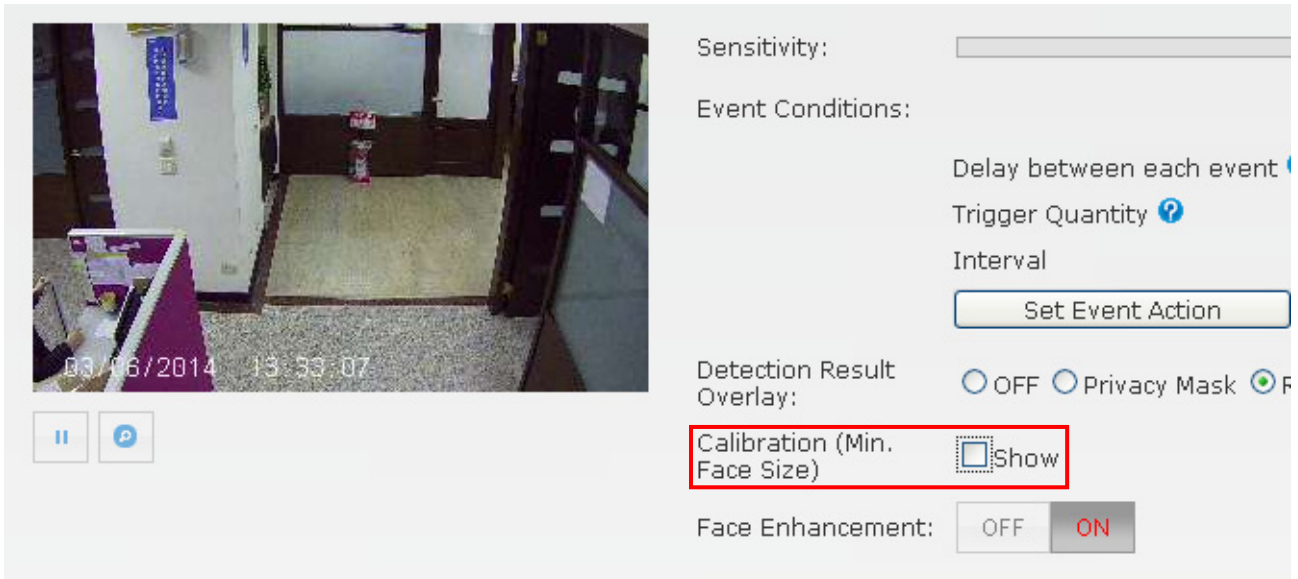 Sensitivity:
Event Conditions:
Delay between each event
Trigger Quantity ?
Interval
Set Event Action
03/06/2014 13:33:07
Detection Result
Overlay:
OFF Privacy Mask R
Calibration (Min.
Face Size)
Show
Face Enhancement:
OFF ON